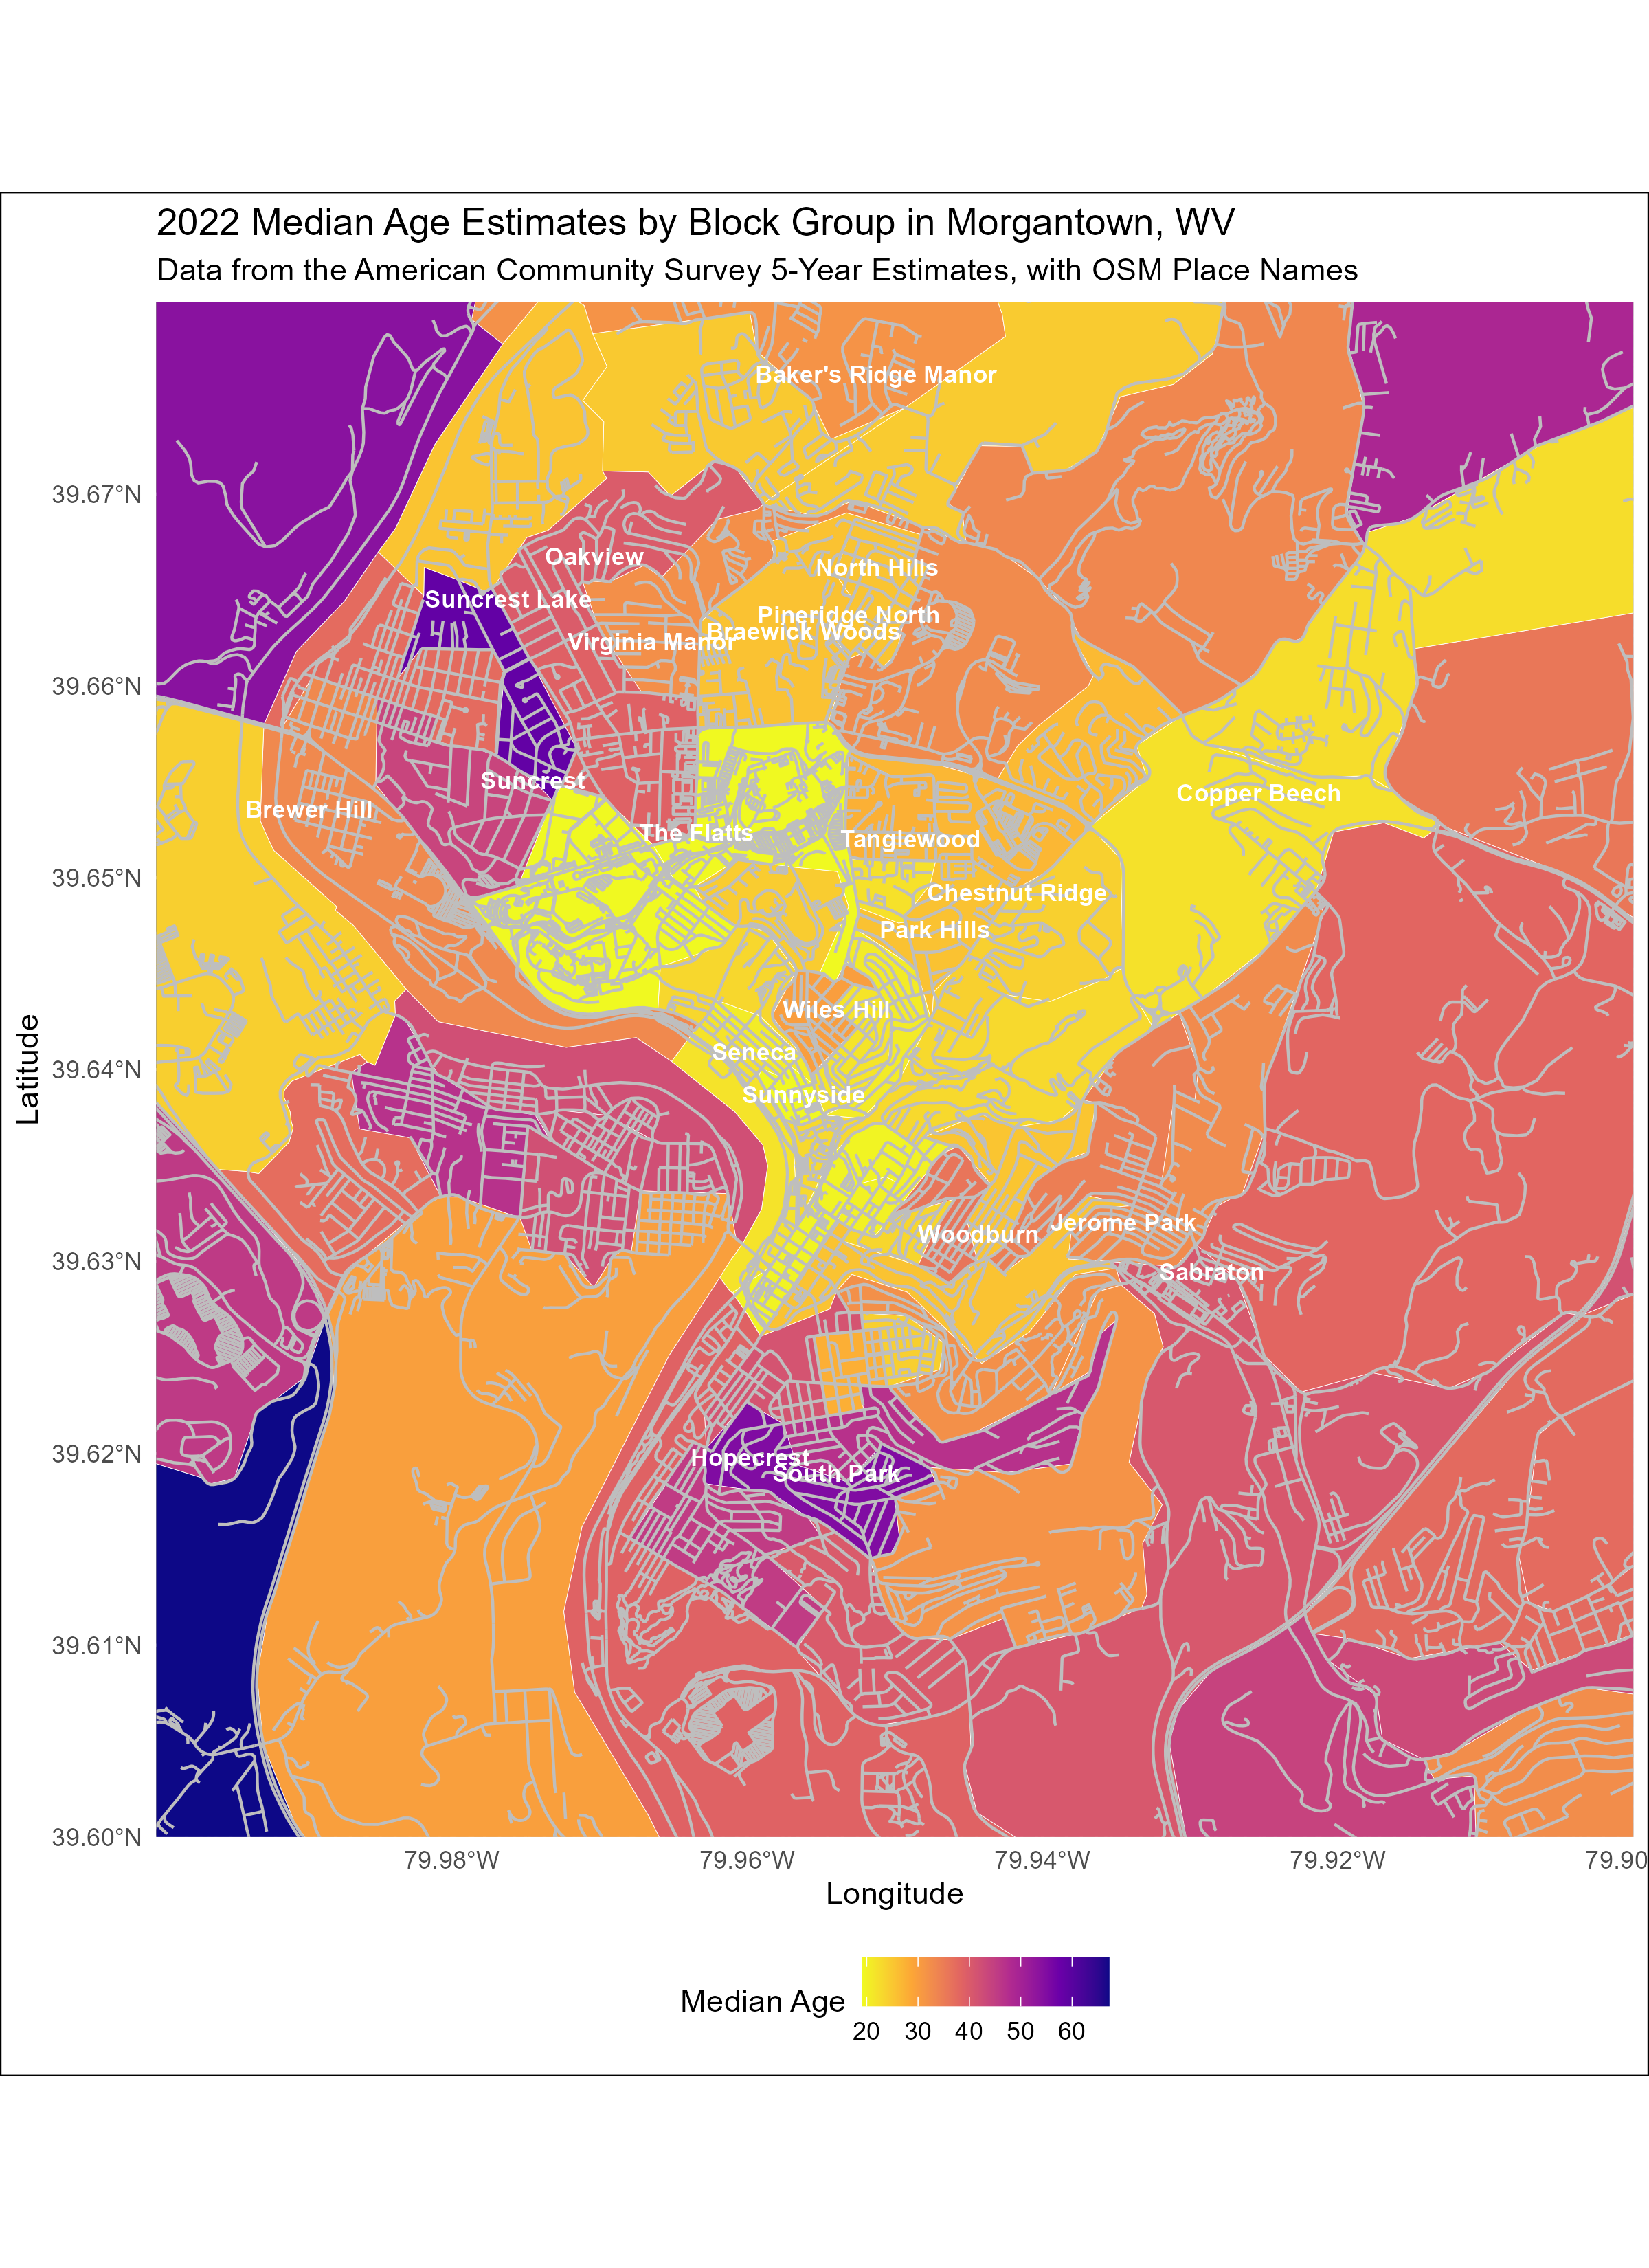 2022 Median Age Estimates by Block Group in Morgantown, WV
Data from the American Community Survey 5-Year Estimates, with OSM Place Names
Baker's Ridge Manor
39.67°N
Oakview
North Hills
Suncrest Lake
Pineridge North
Braewick Woods
Virginia Manor
39.66°N
Suncrest
Copper Beech
Brewer Hill
The Flatts
Tanglewood
39.65°N
Chestnut Ridge
Park Hills
Wiles Hill
Seneca
39.64°N
Latitude
Sunnyside
Jerome Park
Woodburn
39.63°N
Sabraton
39.62°N
Hopecrest
South Park
39.61°N
39.60°N
79.98°W 79.96°W 79.94°W 79.92°W 79.90
Longitude
Median Age
20 30 40 50 60